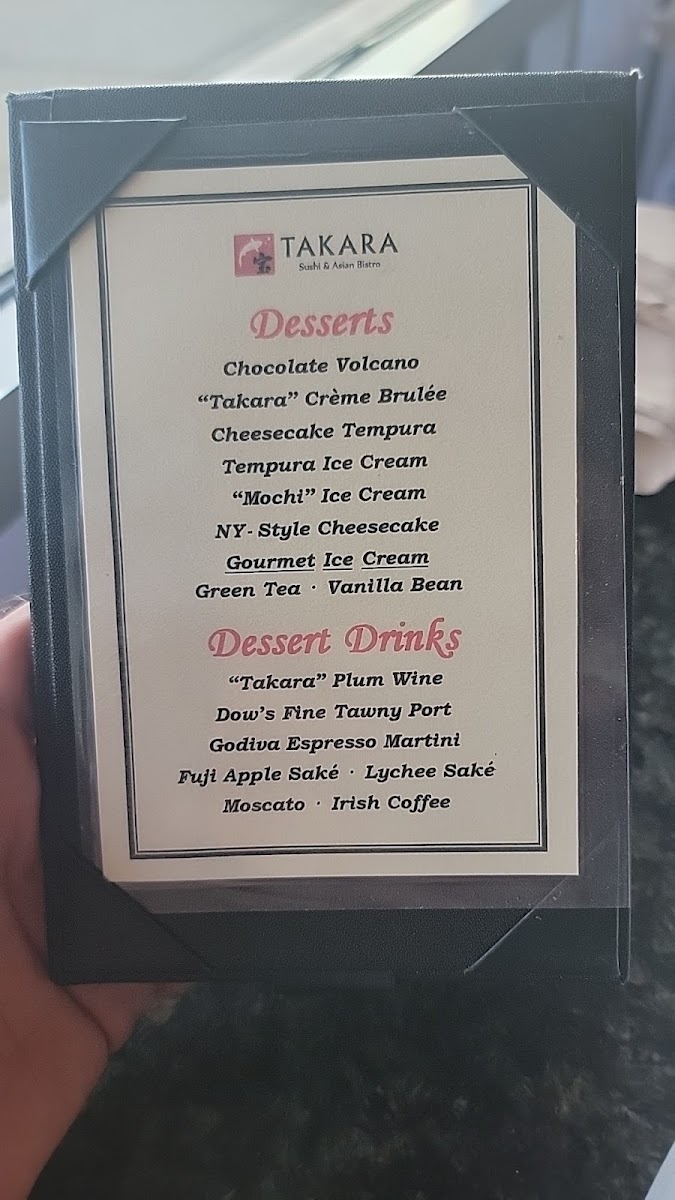 宝
TAKARA
Sushi & Asian Bistro
Desserts
Chocolate Volcano
“Takara” Crème Brulée
Cheesecake Tempura
Tempura Ice Cream
“Mochi” Ice Cream
NY- Style Cheesecake
Gourmet Ice Cream
Green Tea · Vanilla Bean
Dessert Drinks
“Takara” Plum Wine
Dow’s Fine Tawny Port
Godiva Espresso Martini
Fuji Apple Saké · Lychee Saké
Moscato · Irish Coffee